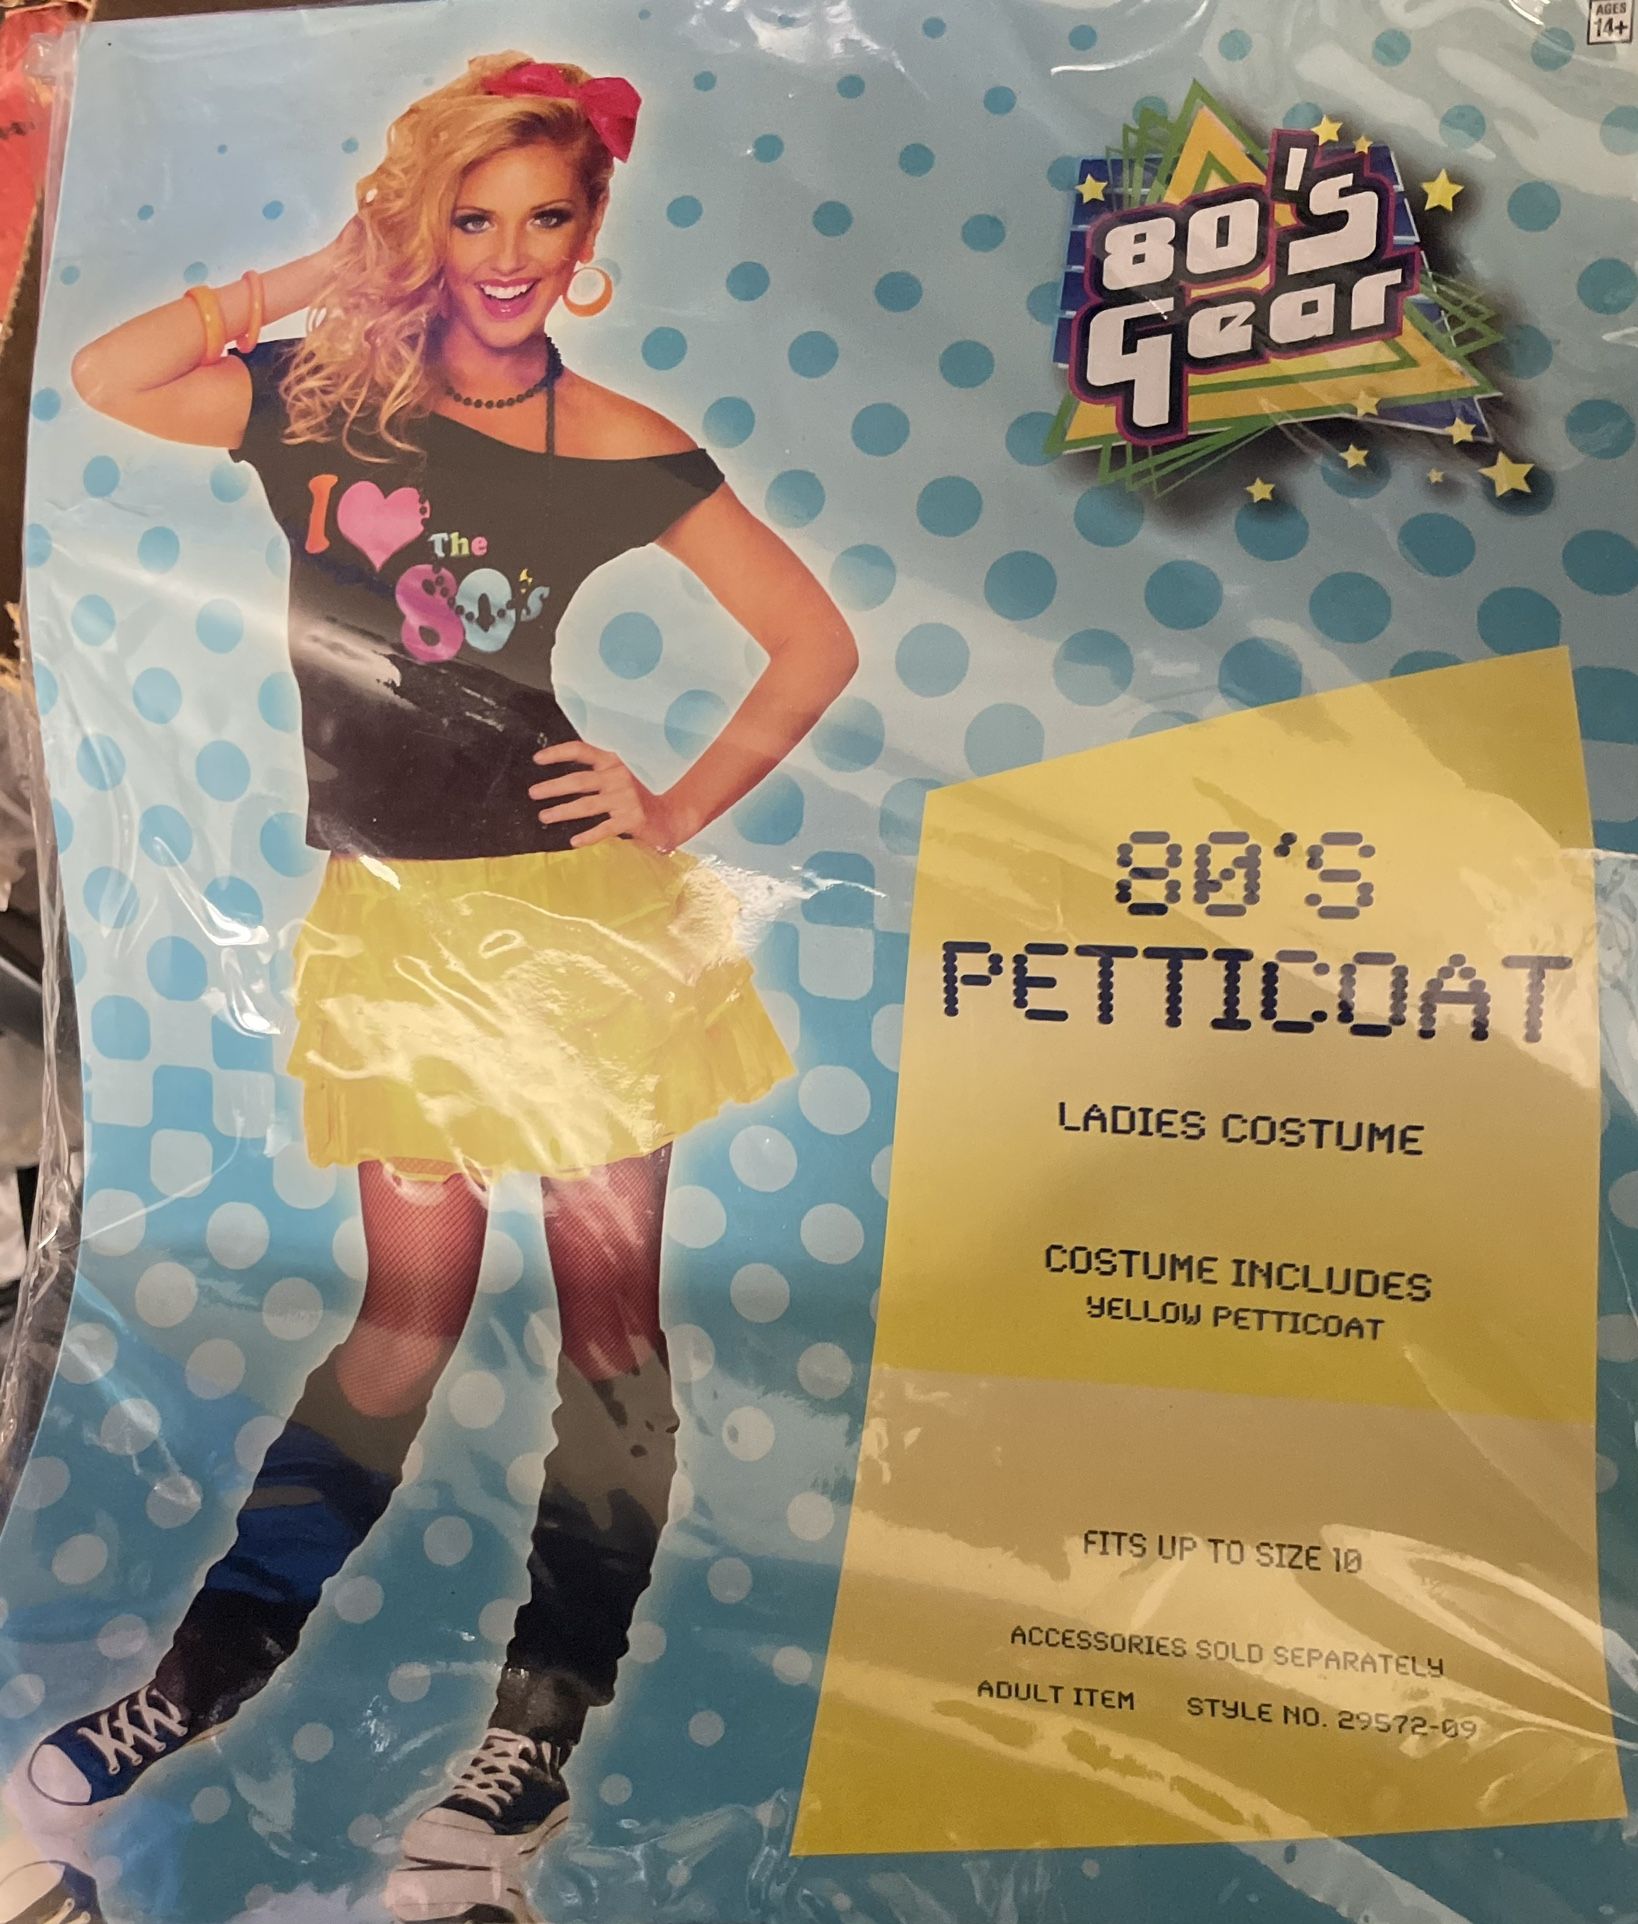 AGES
14+
80's
Gear
I
The
80's
80'S
PETTICOAT
LADIES COSTUME
COSTUME INCLUDES
YELLOW PETTICOAT
FITS UP TO SIZE 10
ACCESSORIES SOLD SEPARATELY
ADULT ITEM STYLE NO. 29572-09